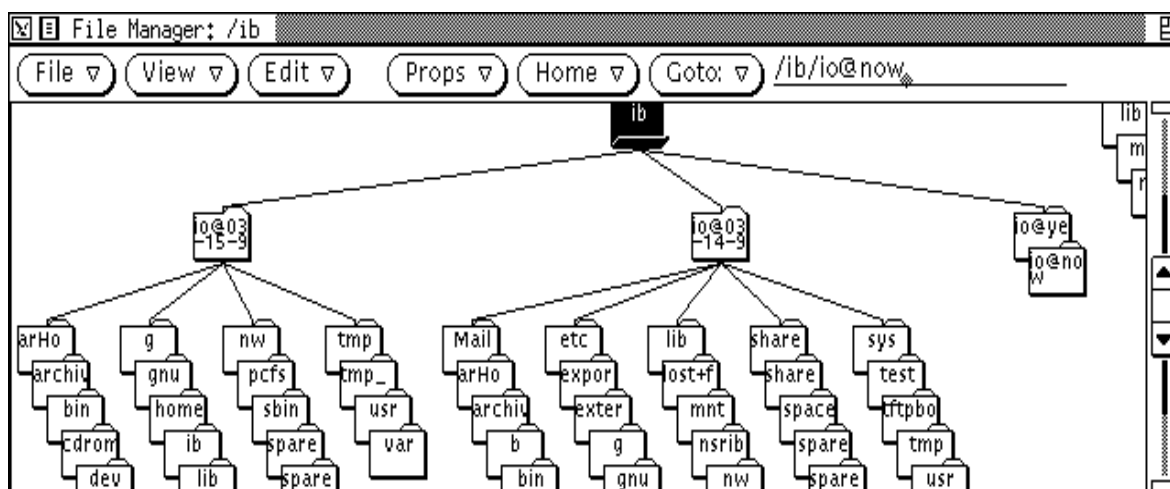 File Manager: /ib
File View Edit Props Home Goto: /ib/io@now
ib
lib
m
io@03
-15-9
io@03
-14-9
io@ye
io@no
w
arHo g nw tmp Mail etc lib share sys
archiv gnu pcfs tmp_ arHo expor lost+f share test
bin home sbin usr archiv exter mnt space tftpbo
cdrom ib spare var b g nsrib spare tmp
dev lib spare bin gnu nw spare usr